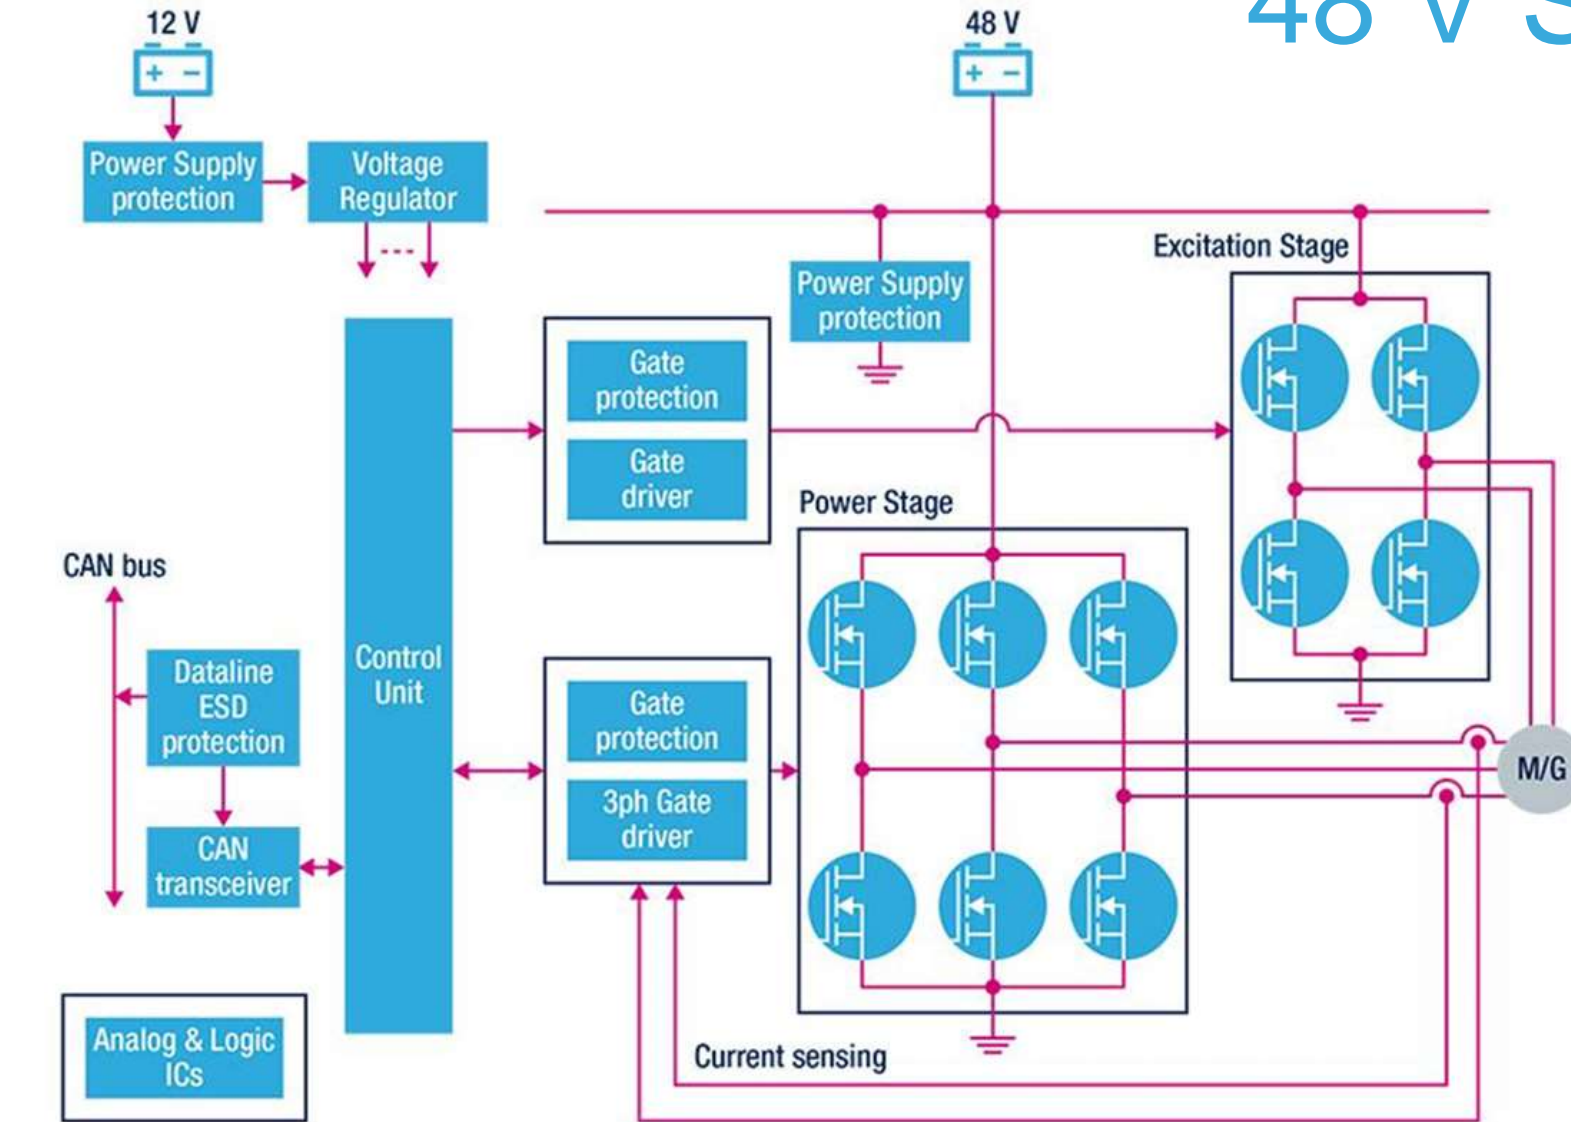 48 V S
12 V
48 V
+ −
+ −
Power Supply
protection
Voltage
Regulator
Excitation Stage
Power Supply
protection
Gate
protection
Gate
driver
Power Stage
CAN bus
Dataline
ESD
protection
Control
Unit
Gate
protection
3ph Gate
driver
M/G
CAN
transceiver
Analog & Logic
ICs
Current sensing